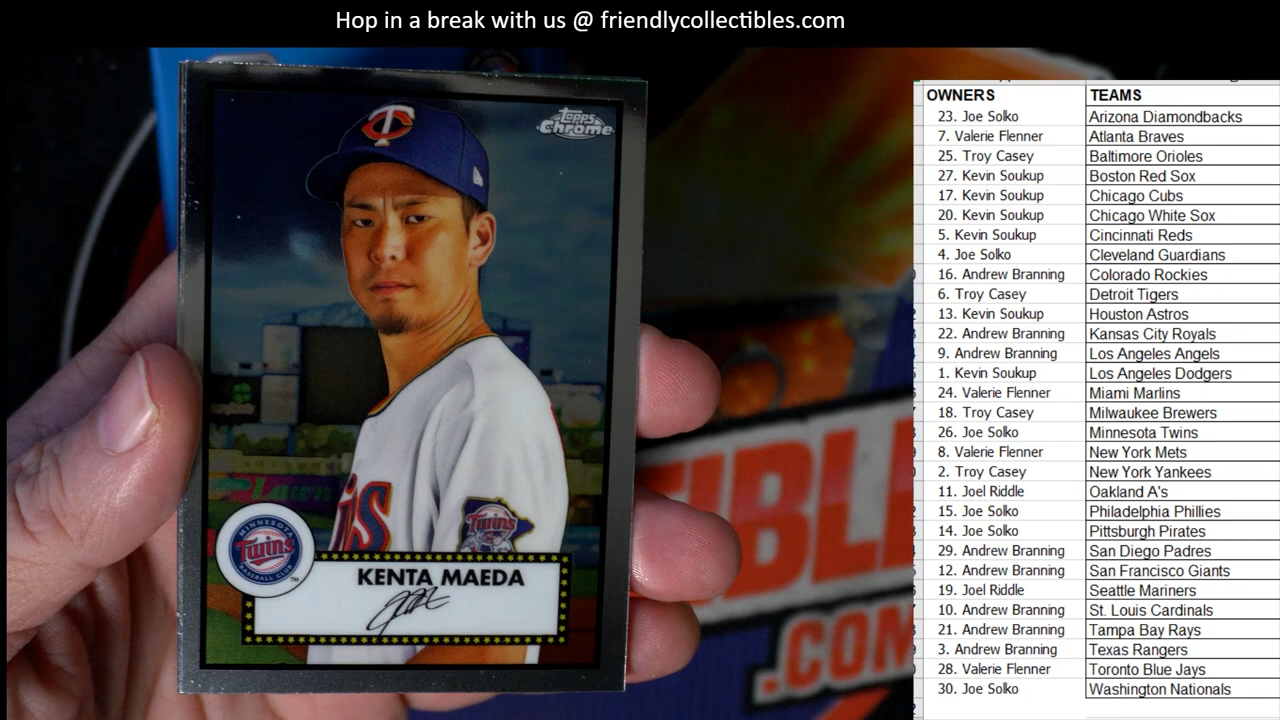 Hop in a break with us @ friendlycollectibles.com
Topps
Chrome
MINNESOTA
Twins
BASEBALL CLUB
TM
Twins
KENTA MAEDA
TIBL
.CO
OWNERS TEAMS
23. Joe Solko Arizona Diamondbacks
7. Valerie Flenner Atlanta Braves
25. Troy Casey Baltimore Orioles
27. Kevin Soukup Boston Red Sox
17. Kevin Soukup Chicago Cubs
20. Kevin Soukup Chicago White Sox
5. Kevin Soukup Cincinnati Reds
4. Joe Solko Cleveland Guardians
16. Andrew Branning Colorado Rockies
6. Troy Casey Detroit Tigers
13. Kevin Soukup Houston Astros
22. Andrew Branning Kansas City Royals
9. Andrew Branning Los Angeles Angels
1. Kevin Soukup Los Angeles Dodgers
24. Valerie Flenner Miami Marlins
18. Troy Casey Milwaukee Brewers
26. Joe Solko Minnesota Twins
8. Valerie Flenner New York Mets
2. Troy Casey New York Yankees
11. Joel Riddle Oakland A's
15. Joe Solko Philadelphia Phillies
14. Joe Solko Pittsburgh Pirates
29. Andrew Branning San Diego Padres
12. Andrew Branning San Francisco Giants
19. Joel Riddle Seattle Mariners
10. Andrew Branning St. Louis Cardinals
21. Andrew Branning Tampa Bay Rays
3. Andrew Branning Texas Rangers
28. Valerie Flenner Toronto Blue Jays
30. Joe Solko Washington Nationals